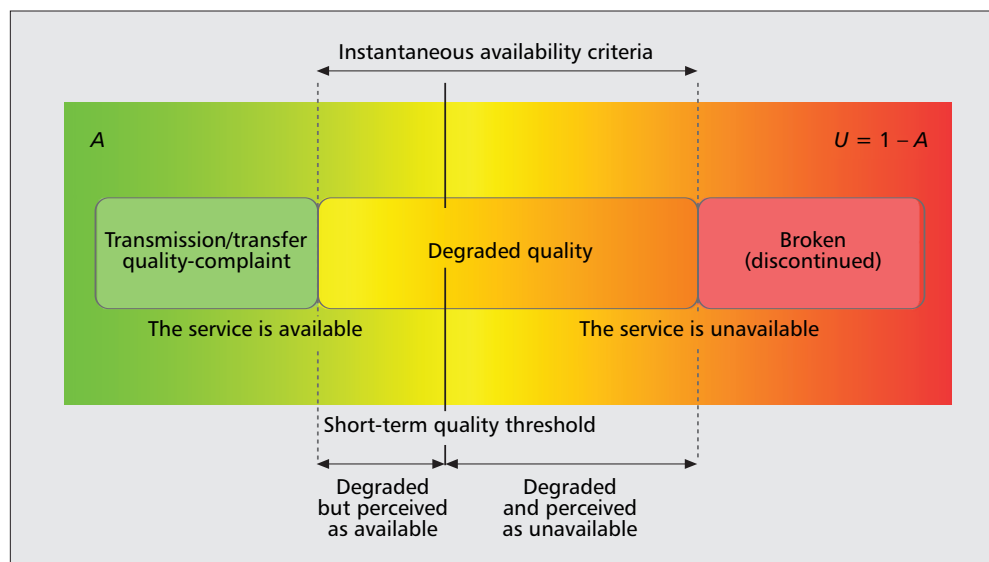 Instantaneous availability criteria
A
U = 1 – A
Transmission/transfer
quality-complaint
Degraded quality
Broken
(discontinued)
The service is available
The service is unavailable
Short-term quality threshold
Degraded
but perceived
as available
Degraded
and perceived
as unavailable